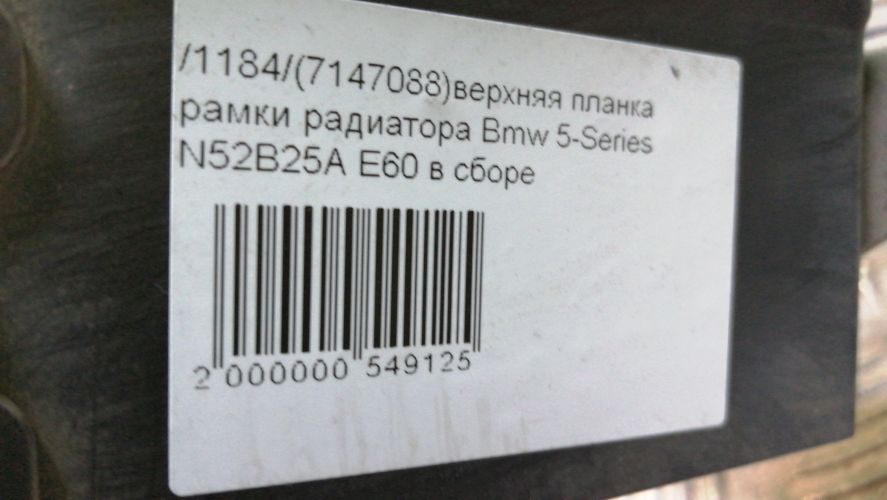 /1184/(7147088)верхняя планка
рамки радиатора Bmw 5-Series
N52B25A E60 в сборе
2 000000 549125